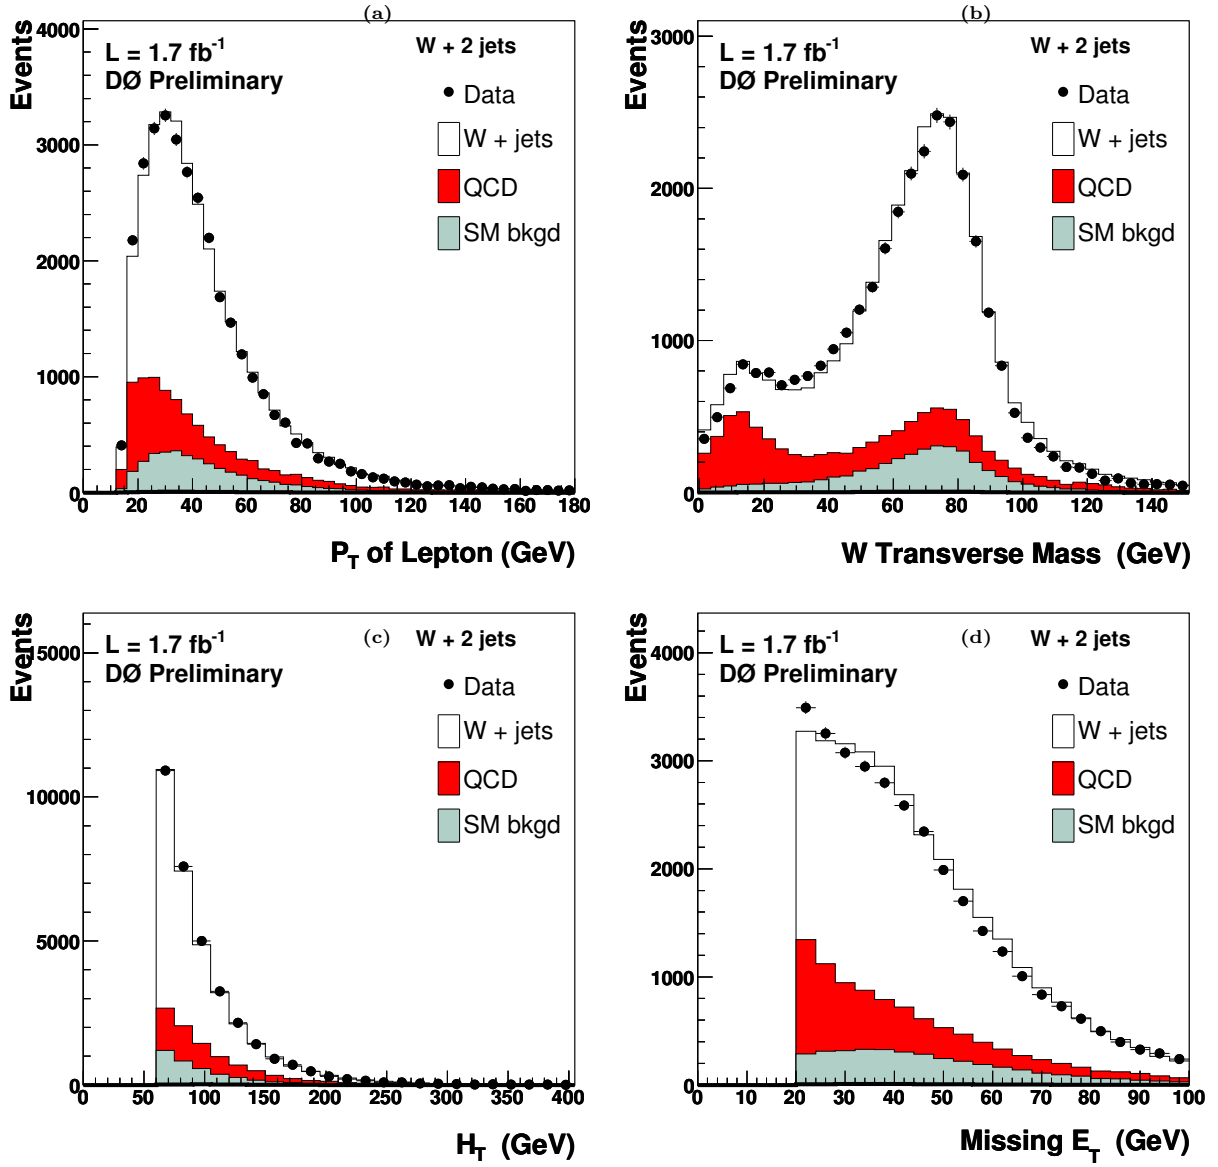 (a)
Events
4000
3000
2000
1000
0
L = 1.7 fb-1
DØ Preliminary
W + 2 jets
Data
W + jets
QCD
SM bkgd
0 20 40 60 80 100 120 140 160 180
PT of Lepton (GeV)
(b)
Events
3000
2000
1000
0
L = 1.7 fb-1
DØ Preliminary
W + 2 jets
Data
W + jets
QCD
SM bkgd
0 20 40 60 80 100 120 140
W Transverse Mass (GeV)
(c)
Events
15000
10000
5000
0
L = 1.7 fb-1
DØ Preliminary
W + 2 jets
Data
W + jets
QCD
SM bkgd
0 50 100 150 200 250 300 350 400
HT (GeV)
(d)
Events
4000
3000
2000
1000
0
L = 1.7 fb-1
DØ Preliminary
W + 2 jets
Data
W + jets
QCD
SM bkgd
0 10 20 30 40 50 60 70 80 90 100
Missing ET (GeV)